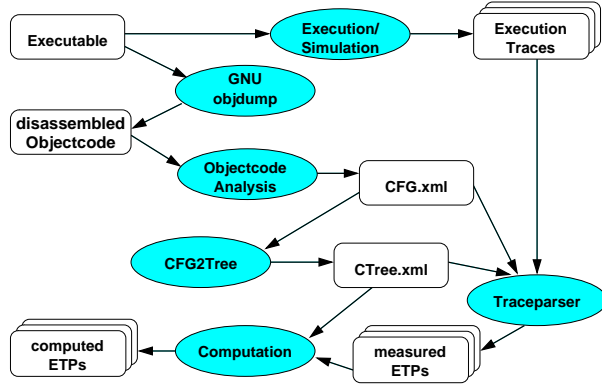 Executable
Execution/
Simulation
Execution
Traces
GNU
objdump
disassembled
Objectcode
Objectcode
Analysis
CFG.xml
CFG2Tree
CTree.xml
Traceparser
computed
ETPs
Computation
measured
ETPs